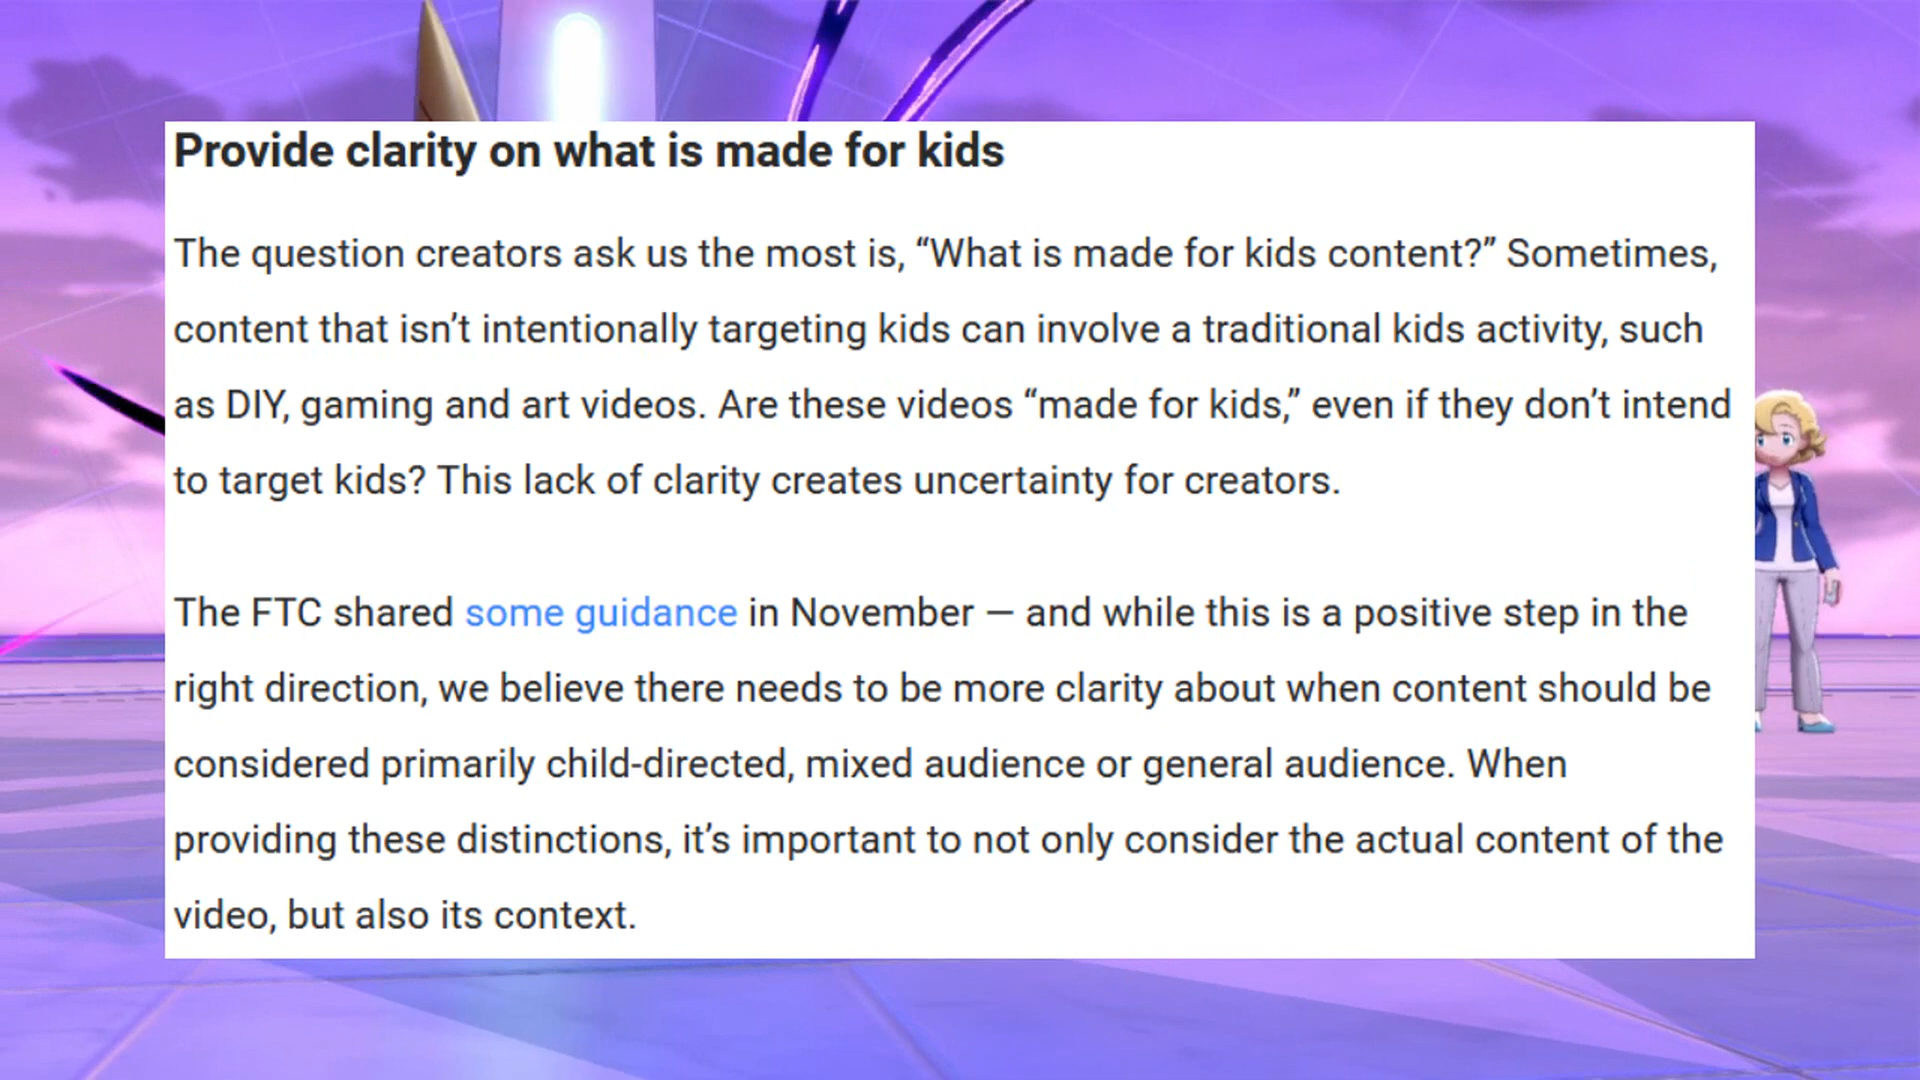 Provide clarity on what is made for kids
The question creators ask us the most is, “What is made for kids content?” Sometimes,
content that isn’t intentionally targeting kids can involve a traditional kids activity, such
as DIY, gaming and art videos. Are these videos “made for kids,” even if they don’t intend
to target kids? This lack of clarity creates uncertainty for creators.
The FTC shared some guidance in November — and while this is a positive step in the
right direction, we believe there needs to be more clarity about when content should be
considered primarily child-directed, mixed audience or general audience. When
providing these distinctions, it’s important to not only consider the actual content of the
video, but also its context.